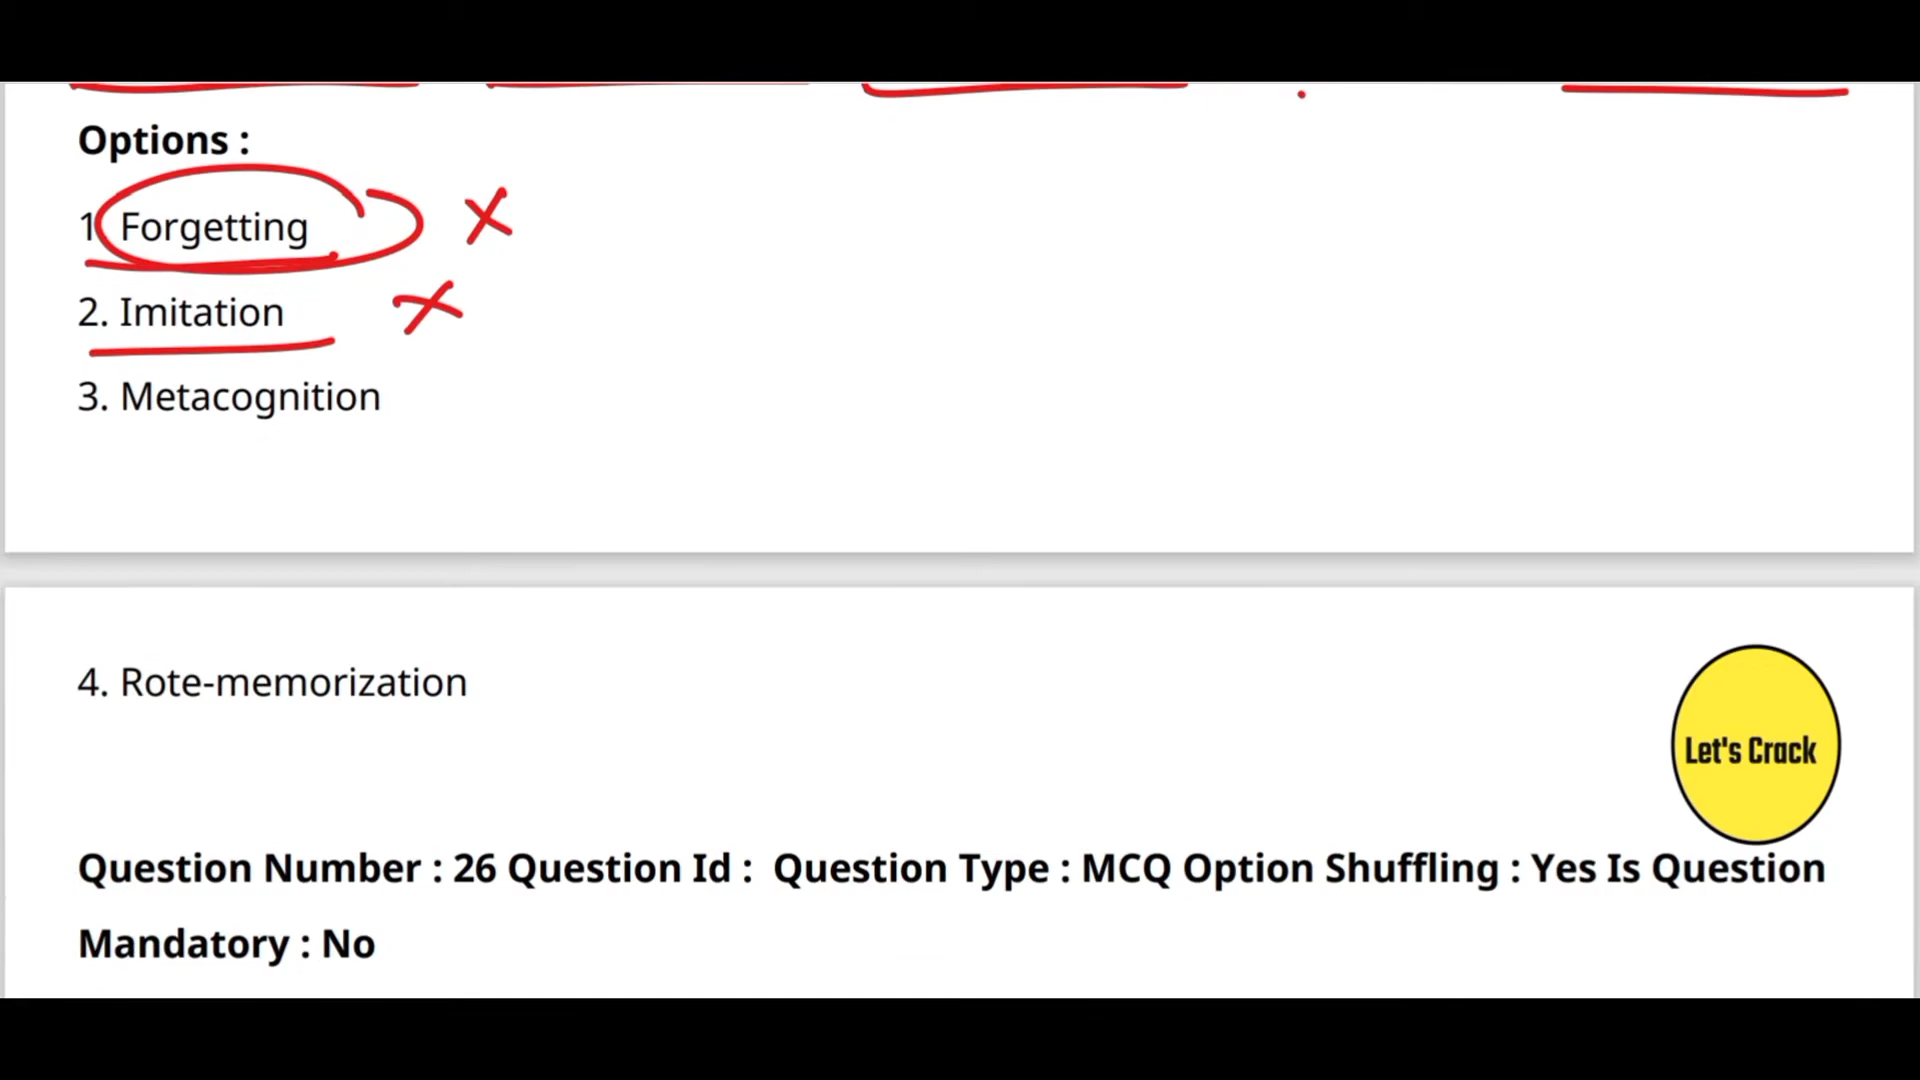 Options :
1. Forgetting
2. Imitation
3. Metacognition
4. Rote-memorization
Let's Crack
Question Number : 26 Question Id : Question Type : MCQ Option Shuffling : Yes Is Question
Mandatory : No